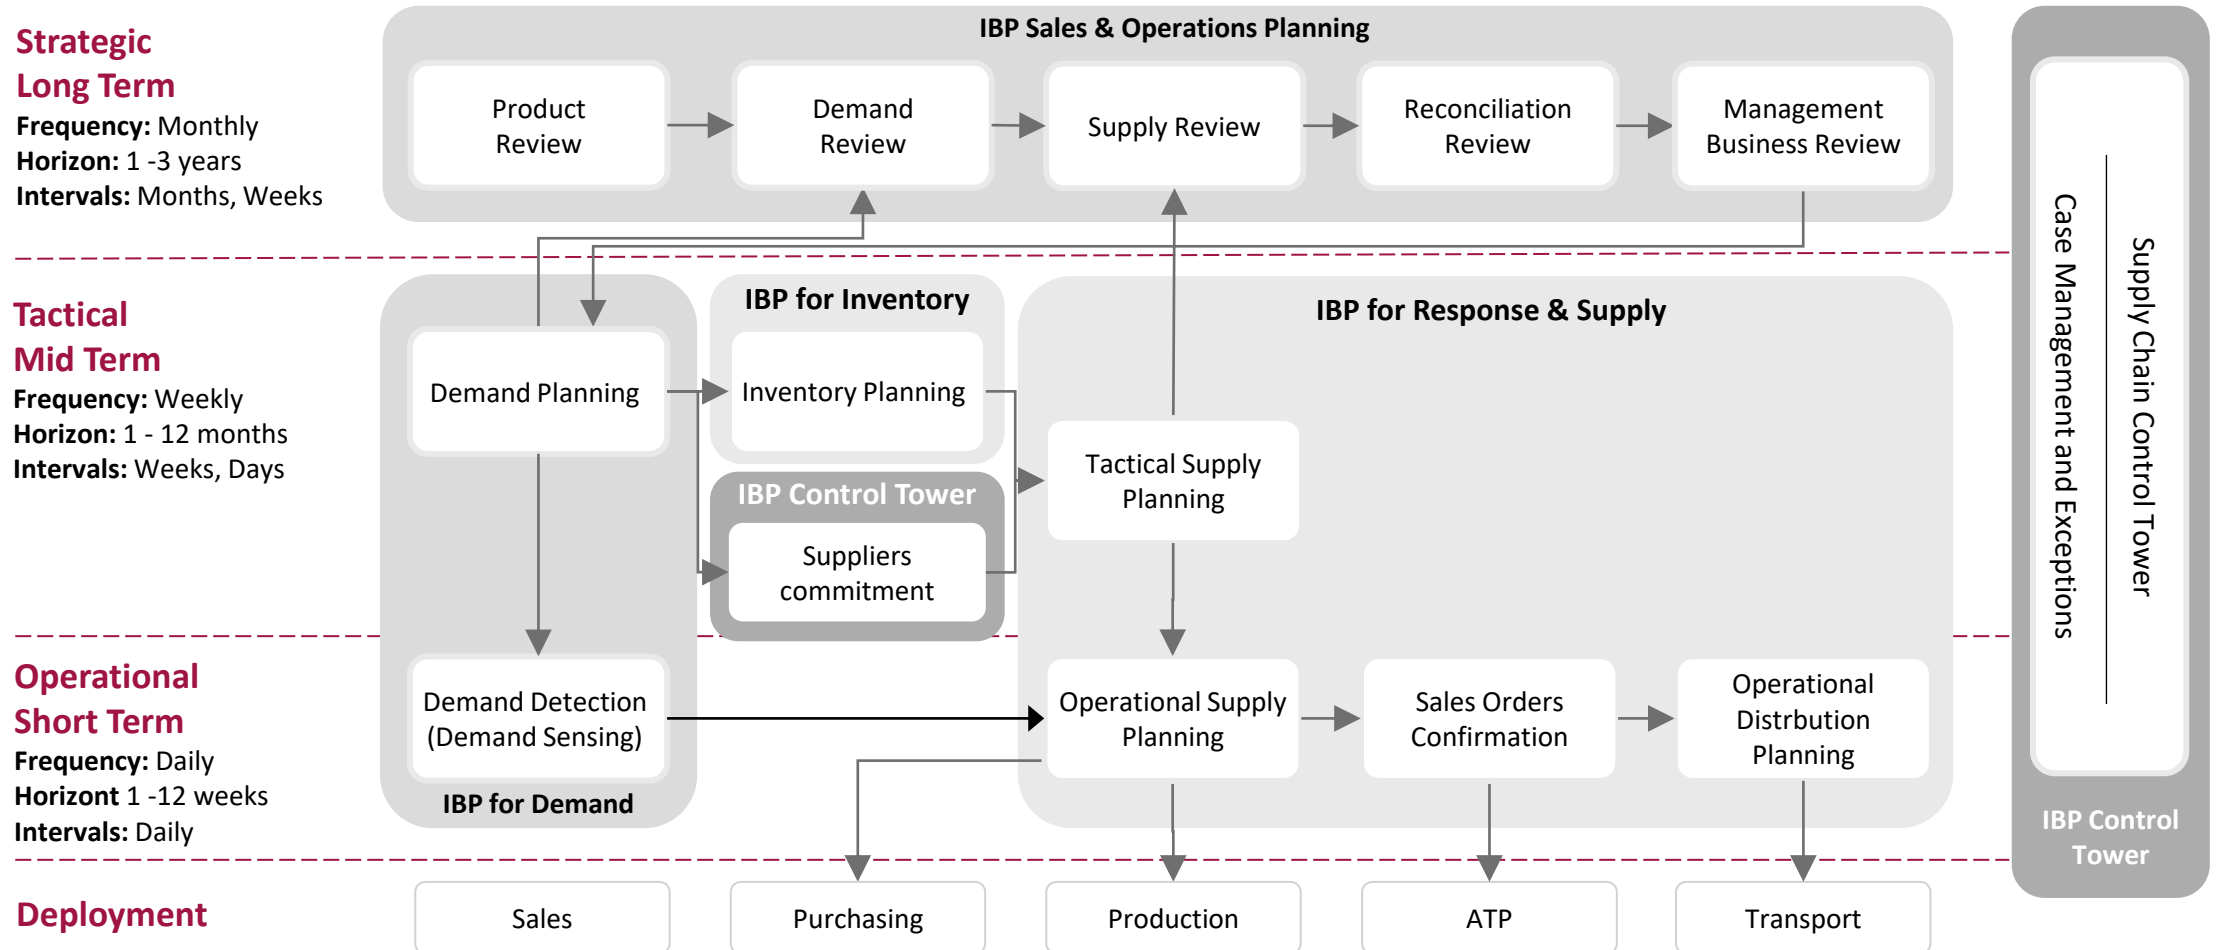 IBP Sales & Operations Planning
Strategic
Long Term
Frequency: Monthly
Horizon: 1 -3 years
Intervals: Months, Weeks
Product
Review
Demand
Review
Supply Review
Reconciliation
Review
Management
Business Review
Tactical
Mid Term
Frequency: Weekly
Horizon: 1 - 12 months
Intervals: Weeks, Days
Demand Planning
IBP for Inventory
Inventory Planning
IBP Control Tower
Suppliers
commitment
IBP for Response & Supply
Tactical Supply
Planning
Operational
Short Term
Frequency: Daily
Horizont 1 -12 weeks
Intervals: Daily
Demand Detection
(Demand Sensing)
IBP for Demand
Operational Supply
Planning
Sales Orders
Confirmation
Operational
Distrbution
Planning
Supply Chain Control Tower
Case Management and Exceptions
IBP Control
Tower
Deployment
Sales
Purchasing
Production
ATP
Transport